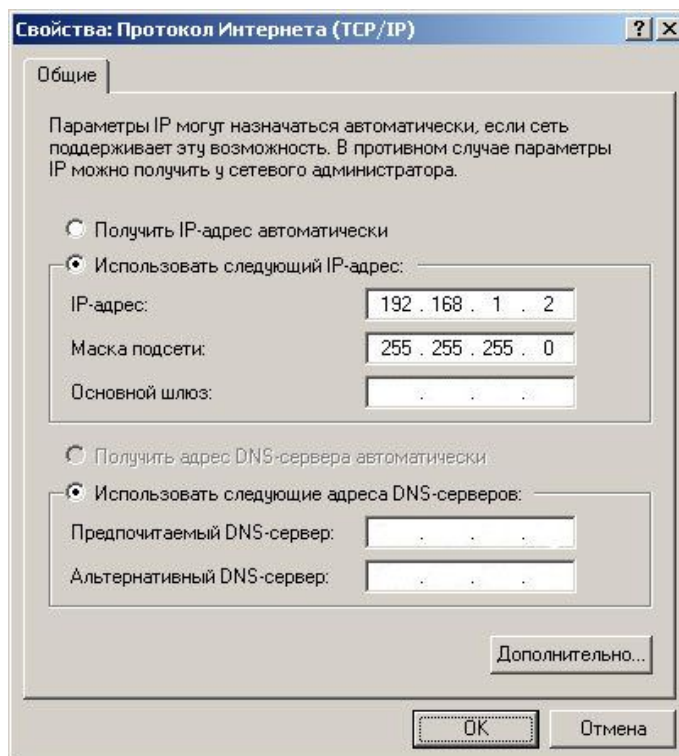 Свойства: Протокол Интернета (TCP/IP)
Общие
Параметры IP могут назначаться автоматически, если сеть
поддерживает эту возможность. В противном случае параметры
IP можно получить у сетевого администратора.
Получить IP-адрес автоматически
Использовать следующий IP-адрес:
IP-адрес: 192 . 168 . 1 . 2
Маска подсети: 255 . 255 . 255 . 0
Основной шлюз: . . .
Получить адрес DNS-сервера автоматически
Использовать следующие адреса DNS-серверов:
Предпочитаемый DNS-сервер: . . .
Альтернативный DNS-сервер: . . .
Дополнительно...
OK Отмена